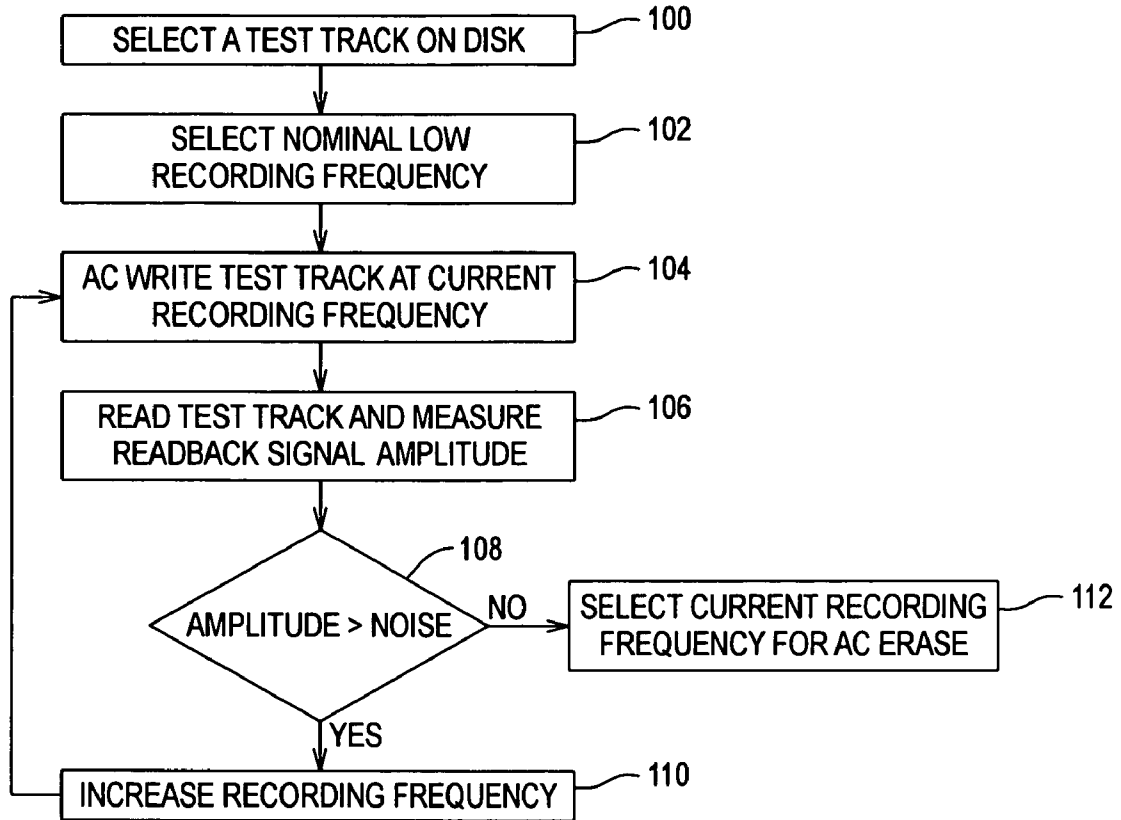 SELECT A TEST TRACK ON DISK
100
SELECT NOMINAL LOW
RECORDING FREQUENCY
102
AC WRITE TEST TRACK AT CURRENT
RECORDING FREQUENCY
104
READ TEST TRACK AND MEASURE
READBACK SIGNAL AMPLITUDE
106
AMPLITUDE > NOISE
108
NO
SELECT CURRENT RECORDING
FREQUENCY FOR AC ERASE
112
YES
INCREASE RECORDING FREQUENCY
110